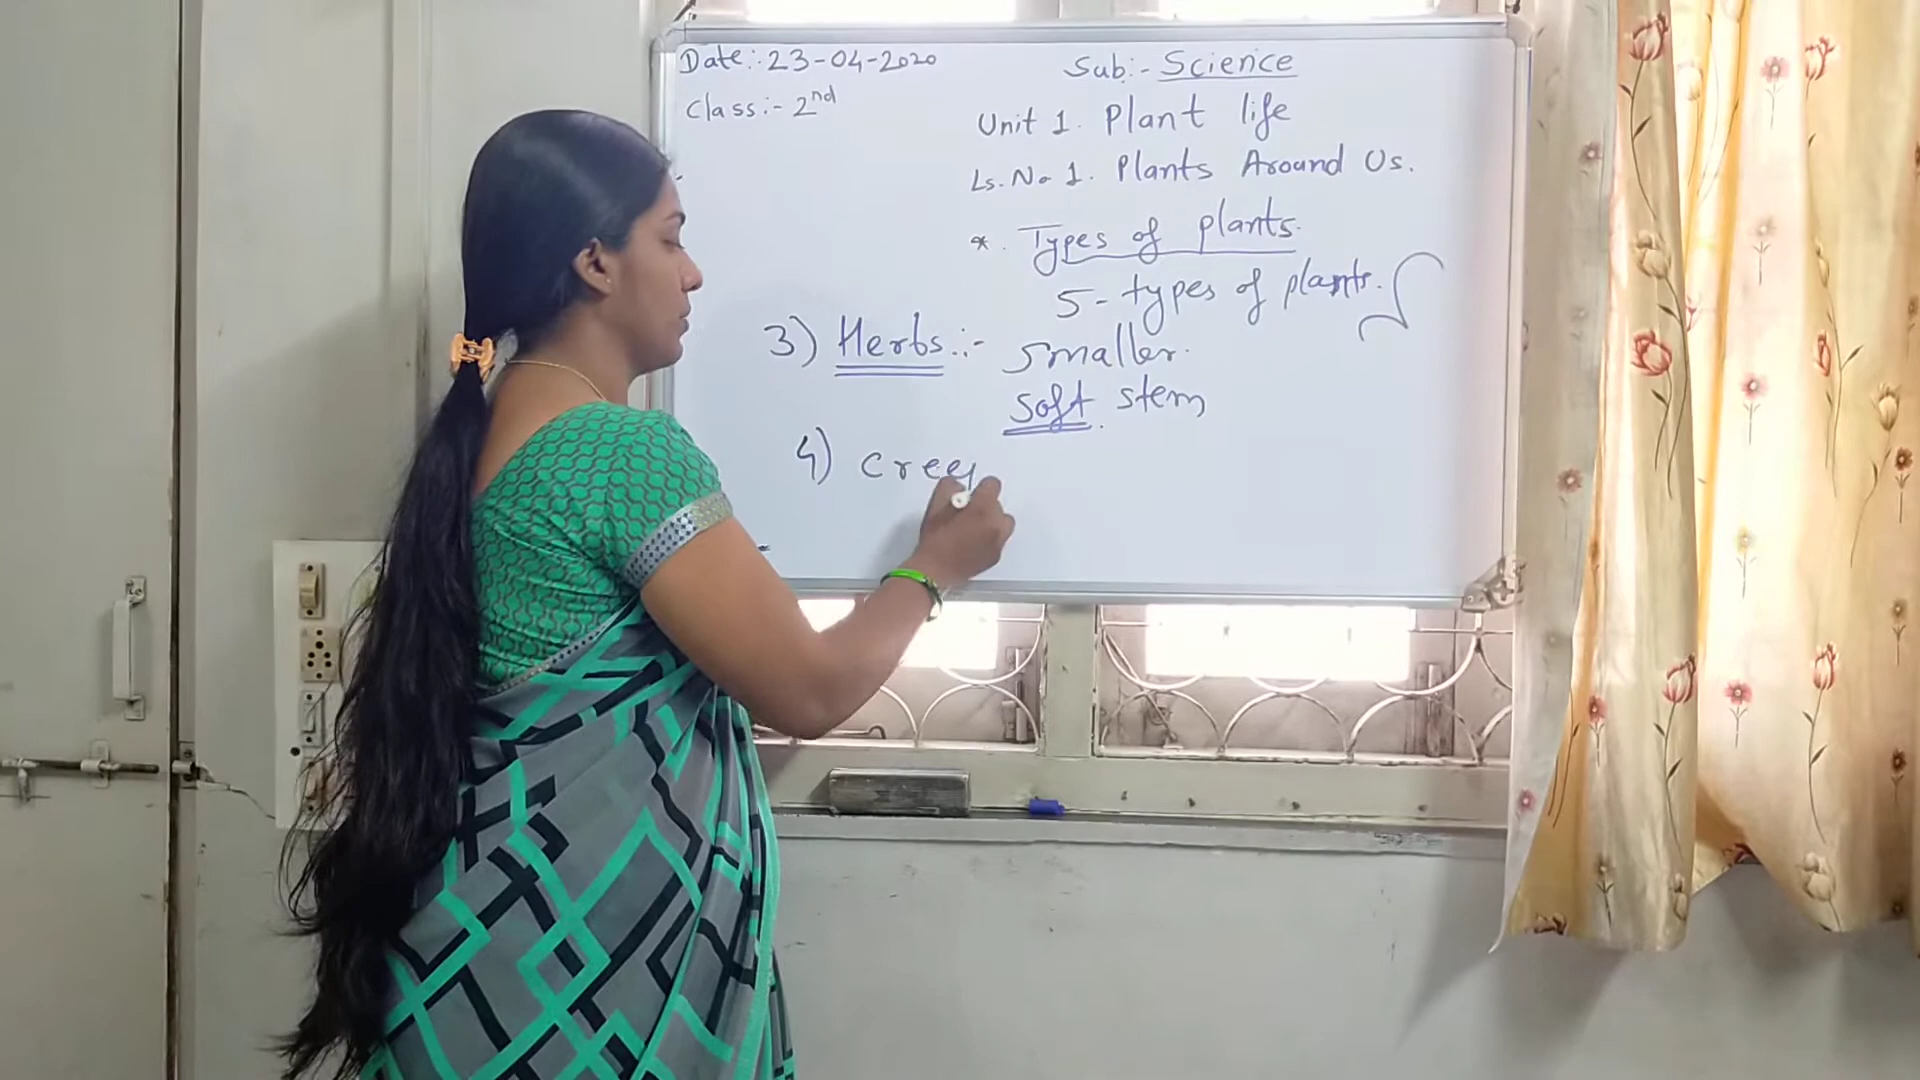 Date:- 23-04-2020
Sub:- Science
Class:- 2nd
Unit 1. Plant life
Ls. No 1. Plants Around Us.
*. Types of plants.
5 - types of plants.
3) Herbs:- smaller.
soft stem
4) cree